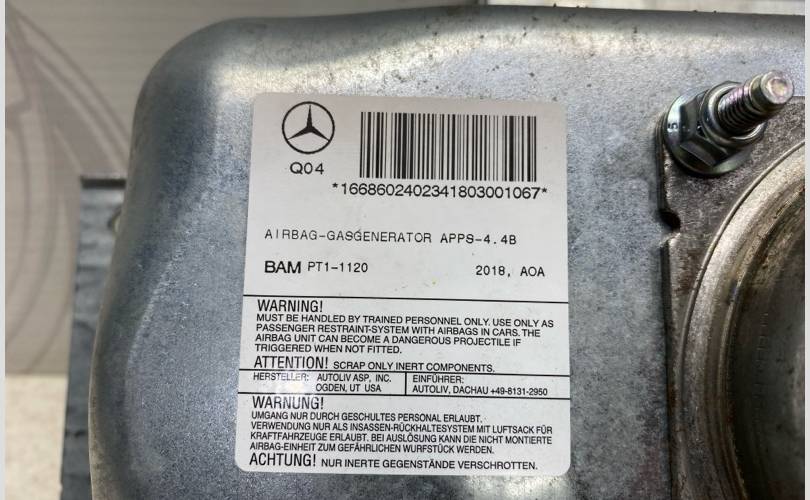 Q04
*1668602402341803001067*
AIRBAG-GASGENERATOR APPS-4.4B
BAM PT1-1120 2018, AOA
WARNING!
MUST BE HANDLED BY TRAINED PERSONNEL ONLY. USE ONLY AS
PASSENGER RESTRAINT-SYSTEM WITH AIRBAGS IN CARS. THE
AIRBAG UNIT CAN BECOME A DANGEROUS PROJECTILE IF
TRIGGERED WHEN NOT FITTED.
ATTENTION! SCRAP ONLY INERT COMPONENTS.
HERSTELLER: AUTOLIV ASP, INC.
OGDEN, UT USA
EINFÜHRER:
AUTOLIV, DACHAU +49-8131-2950
WARNUNG!
UMGANG NUR DURCH GESCHULTES PERSONAL ERLAUBT.
VERWENDUNG NUR ALS INSASSEN-RÜCKHALTESYSTEM MIT LUFTSACK FÜR
KRAFTFAHRZEUGE ERLAUBT. BEI AUSLÖSUNG KANN DIE NICHT MONTIERTE
AIRBAG-EINHEIT ZUM GEFÄHRLICHEN WURFSTÜCK WERDEN.
ACHTUNG! NUR INERTE GEGENSTÄNDE VERSCHROTTEN.